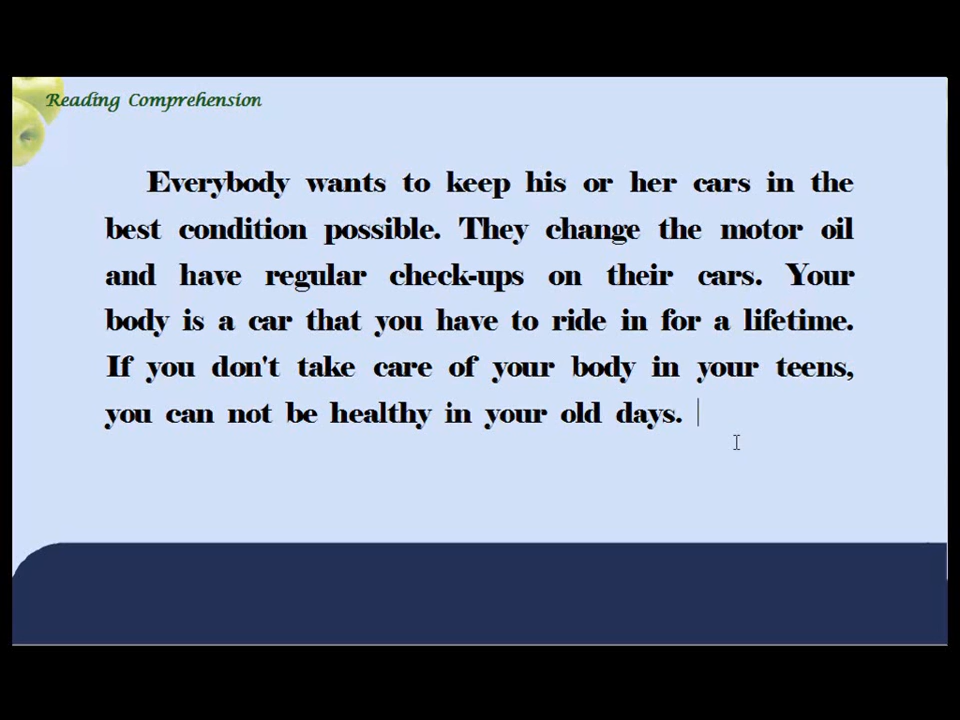 Reading Comprehension
Everybody wants to keep his or her cars in the
best condition possible. They change the motor oil
and have regular check-ups on their cars. Your
body is a car that you have to ride in for a lifetime.
If you don't take care of your body in your teens,
you can not be healthy in your old days.